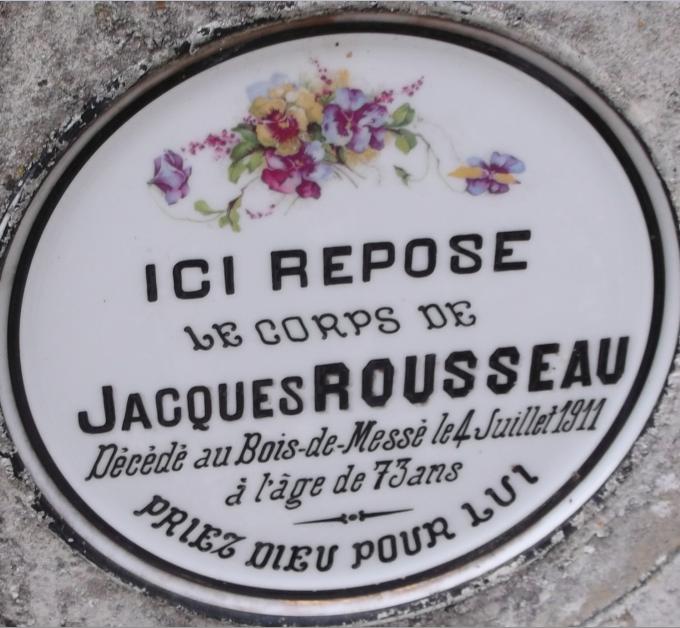 ICI REPOSE
LE CORPS DE
JACQUES ROUSSEAU
Décédé au Bois-de-Messé le 4 Juillet 1911
à l'âge de 73 ans
PRIEZ DIEU POUR LUI